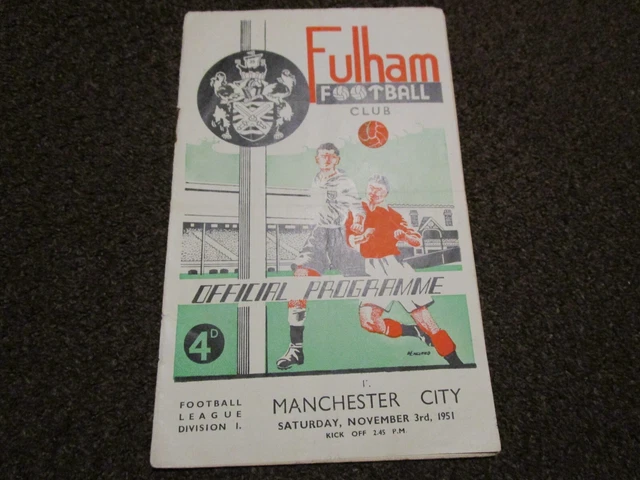 Fulham
FOOTBALL
CLUB
OFFICIAL PROGRAMME
4D
FOOTBALL
LEAGUE
DIVISION I.
v.
MANCHESTER CITY
SATURDAY, NOVEMBER 3rd, 1951
KICK OFF 2.45 P.M.